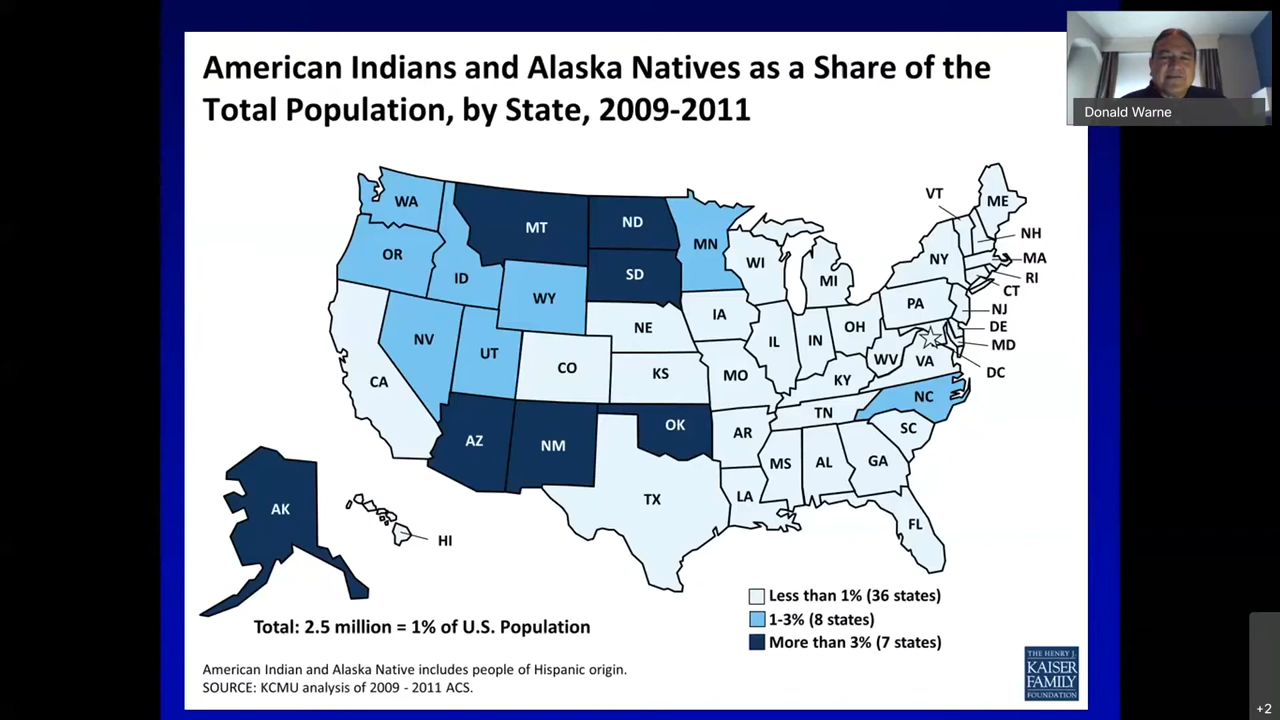 American Indians and Alaska Natives as a Share of the
Total Population, by State, 2009-2011
Donald Warne
WA
MT
ND
MN
VT
ME
NH
OR
ID
SD
WI
MI
NY
MA
RI
CT
WY
NV
UT
CO
NE
IA
IL
IN
OH
PA
NJ
DE
MD
DC
CA
KS
MO
KY
WV
VA
NC
TN
AZ
NM
OK
AR
SC
MS
AL
GA
TX
LA
FL
AK
HI
Less than 1% (36 states)
1-3% (8 states)
More than 3% (7 states)
Total: 2.5 million = 1% of U.S. Population
American Indian and Alaska Native includes people of Hispanic origin.
SOURCE: KCMU analysis of 2009 - 2011 ACS.
THE HENRY J.
KAISER
FAMILY
FOUNDATION
+2